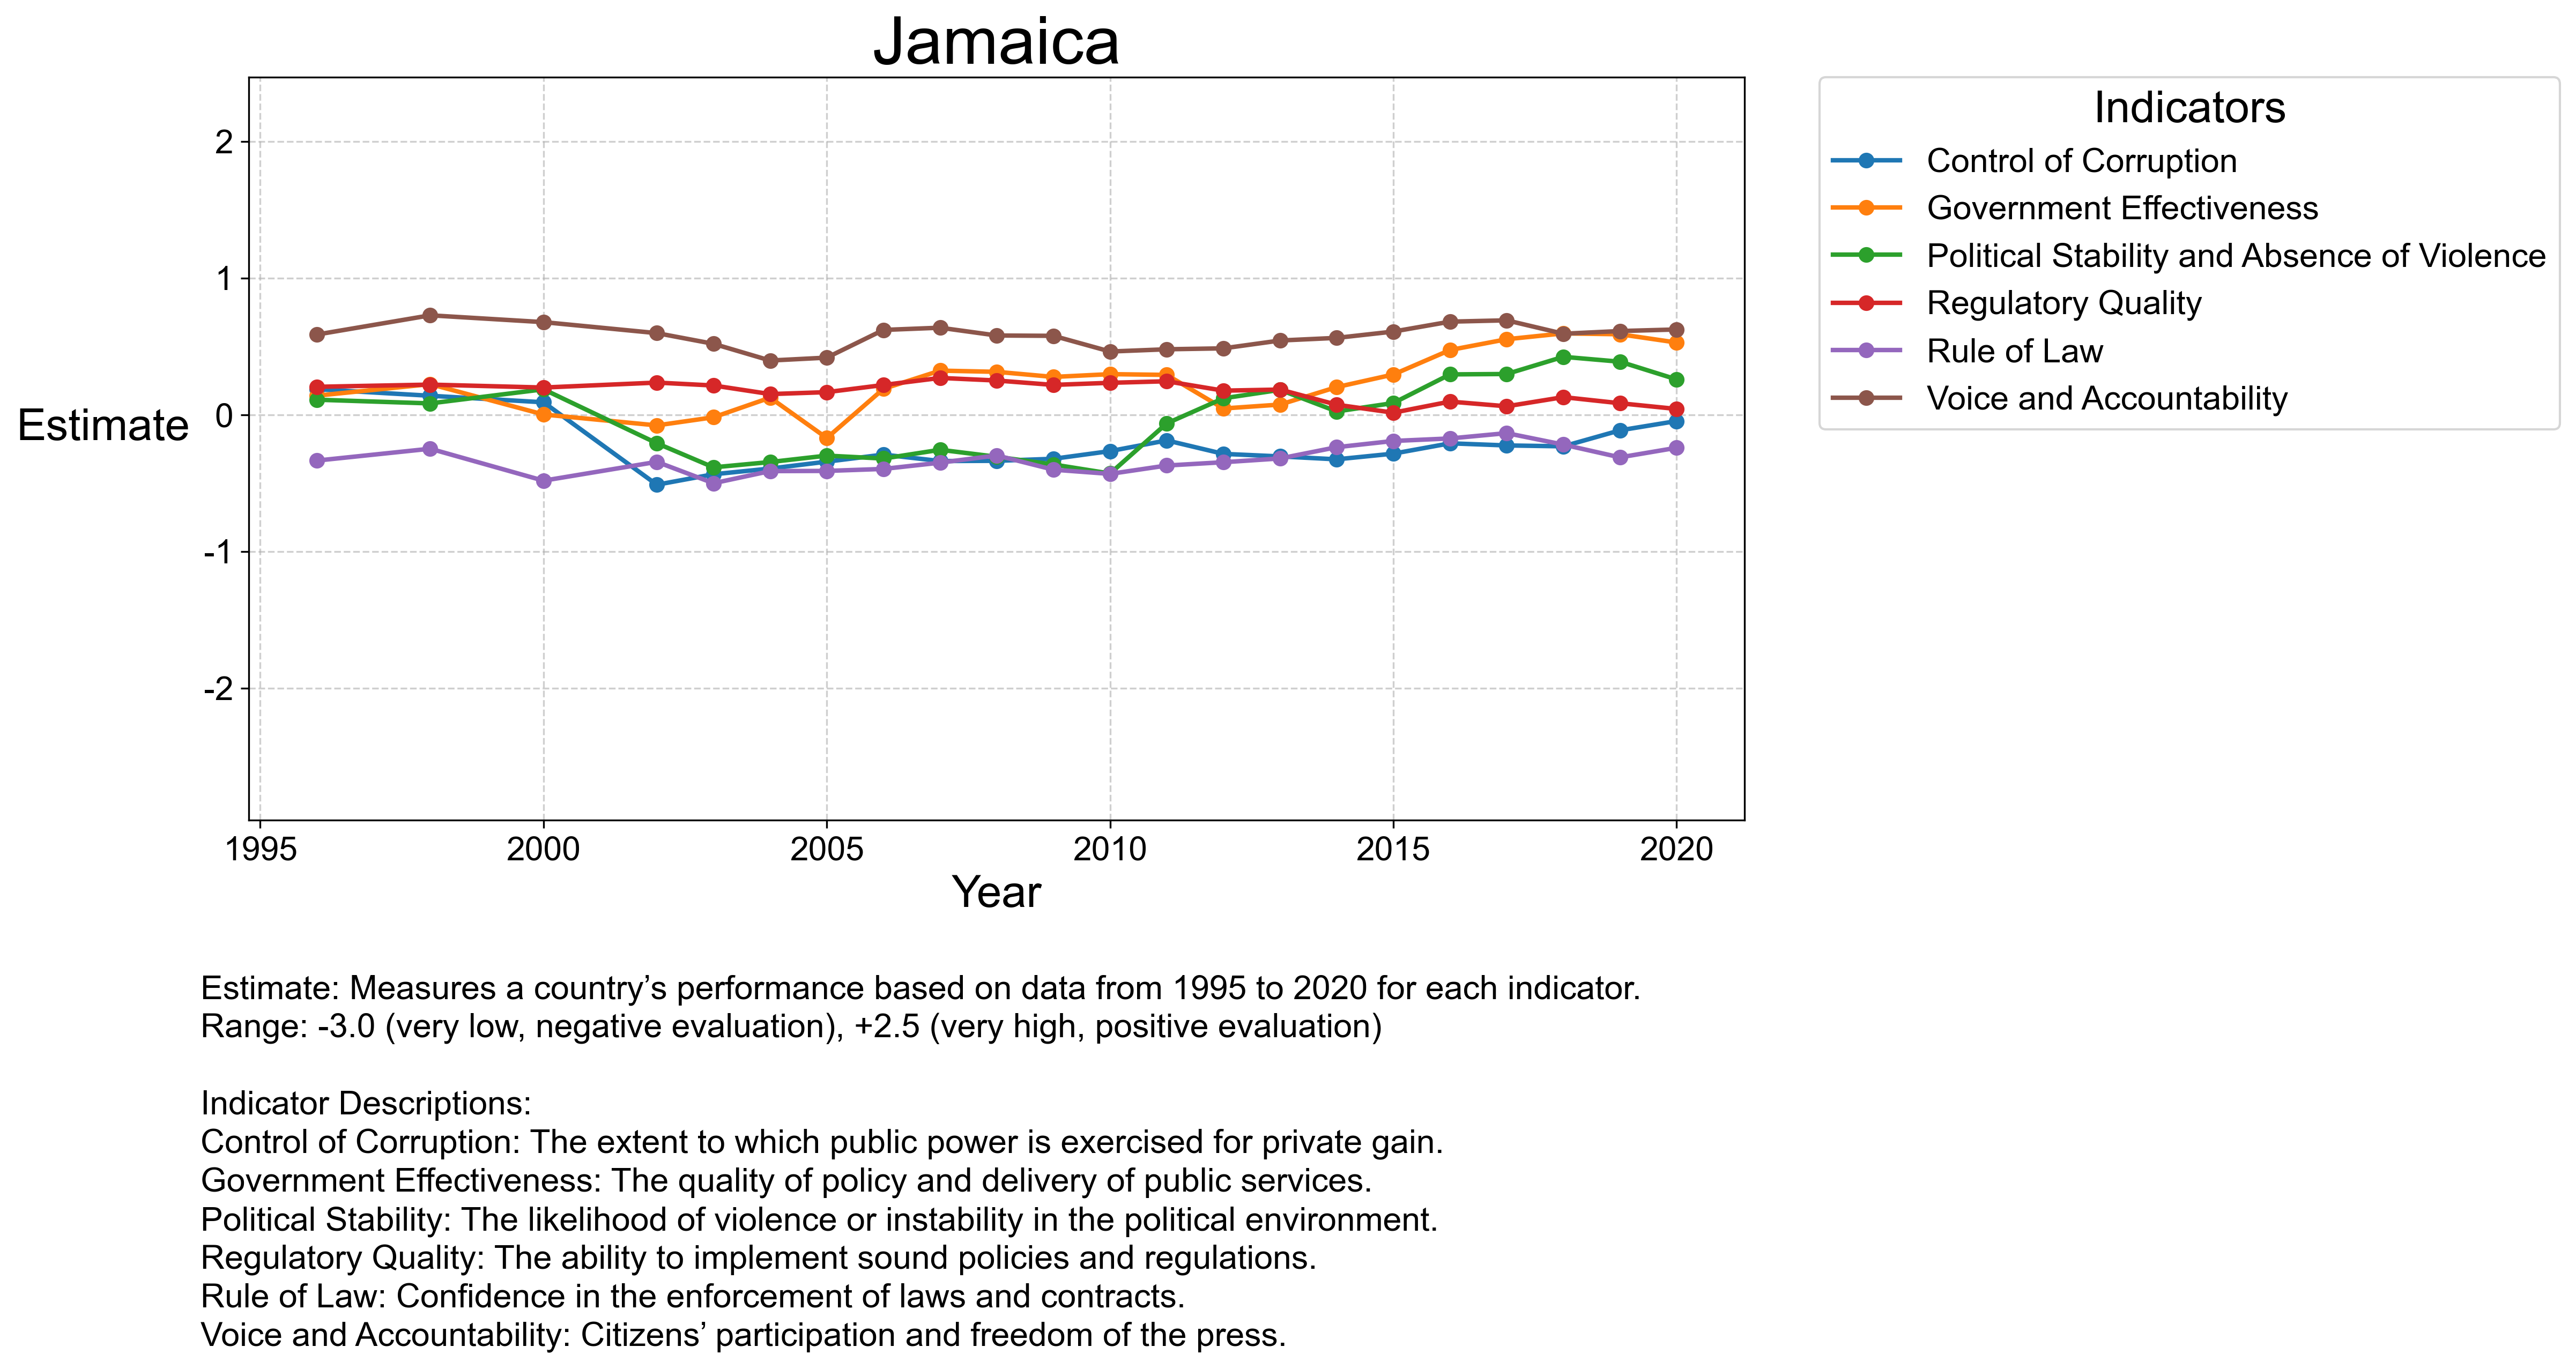 Jamaica
Indicators
Control of Corruption
Government Effectiveness
Political Stability and Absence of Violence
Regulatory Quality
Rule of Law
Voice and Accountability
2
1
0
-1
-2
Estimate
1995 2000 2005 2010 2015 2020
Year
Estimate: Measures a country’s performance based on data from 1995 to 2020 for each indicator.
Range: -3.0 (very low, negative evaluation), +2.5 (very high, positive evaluation)
Indicator Descriptions:
Control of Corruption: The extent to which public power is exercised for private gain.
Government Effectiveness: The quality of policy and delivery of public services.
Political Stability: The likelihood of violence or instability in the political environment.
Regulatory Quality: The ability to implement sound policies and regulations.
Rule of Law: Confidence in the enforcement of laws and contracts.
Voice and Accountability: Citizens’ participation and freedom of the press.